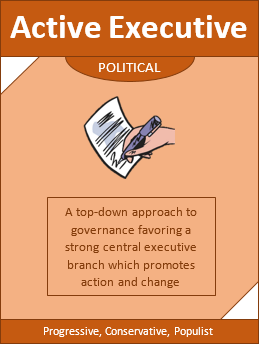 Active Executive
POLITICAL
A top-down approach to
governance favoring a
strong central executive
branch which promotes
action and change
Progressive, Conservative, Populist